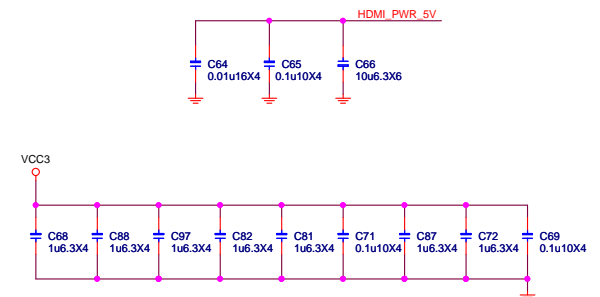 HDMI_PWR_5V
C64
0.01u16X4
C65
0.1u10X4
C66
10u6.3X6
VCC3
C68
1u6.3X4
C88
1u6.3X4
C97
1u6.3X4
C82
1u6.3X4
C81
1u6.3X4
C71
0.1u10X4
C87
1u6.3X4
C72
1u6.3X4
C69
0.1u10X4